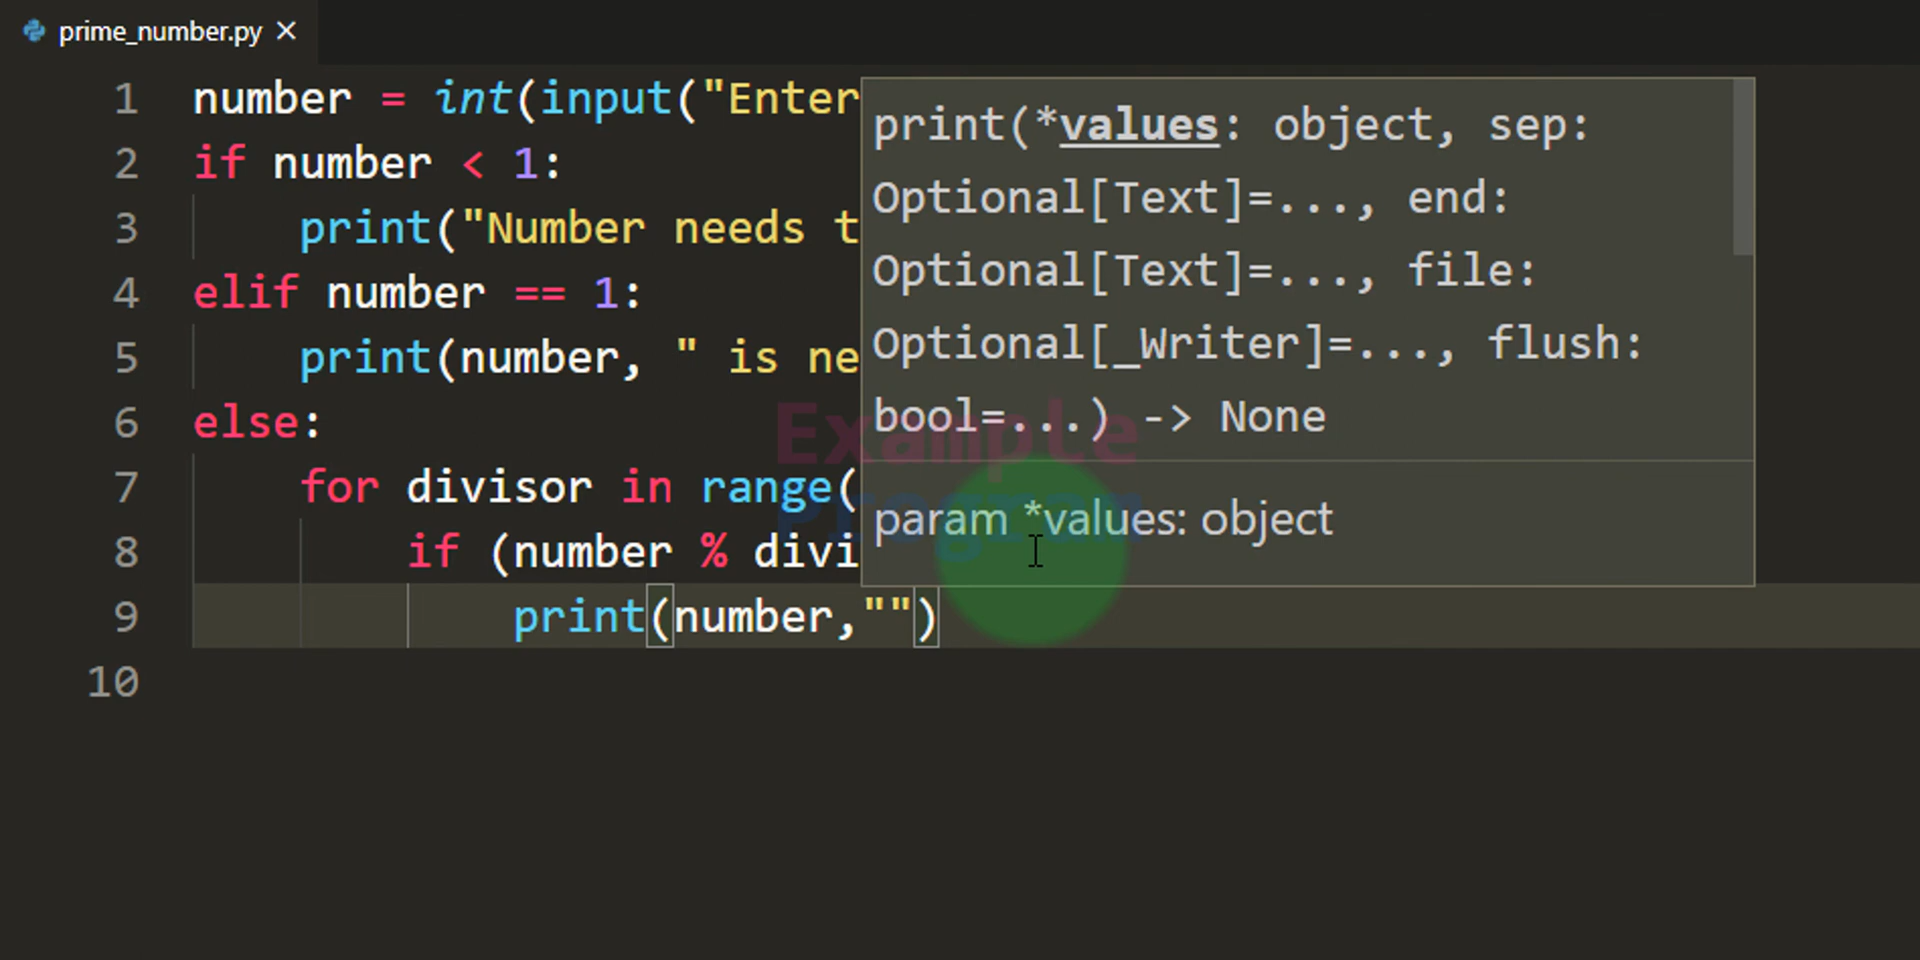 prime_number.py
1 number = int(input("Enter
2 if number < 1:
3 print("Number needs t
4 elif number == 1:
5 print(number, " is ne
6 else:
7 for divisor in range(
8 if (number % divi
9 print(number,"")
10
print(*values: object, sep:
Optional[Text]=..., end:
Optional[Text]=..., file:
Optional[_Writer]=..., flush:
bool=...) -> None
param *values: object
Example
Program